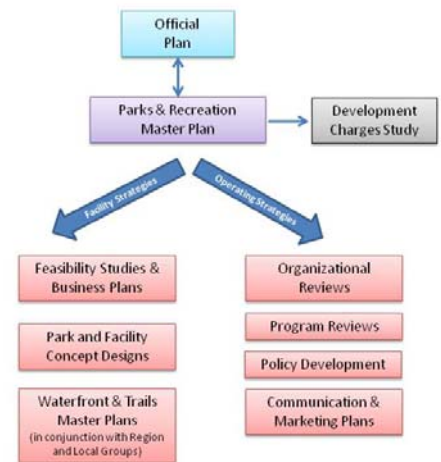 Official
Plan
Parks & Recreation
Master Plan
Development
Charges Study
Facility Strategies
Operating Strategies
Feasibility Studies &
Business Plans
Park and Facility
Concept Designs
Waterfront & Trails
Master Plans
(in conjunction with Region
and Local Groups)
Organizational
Reviews
Program Reviews
Policy Development
Communication &
Marketing Plans